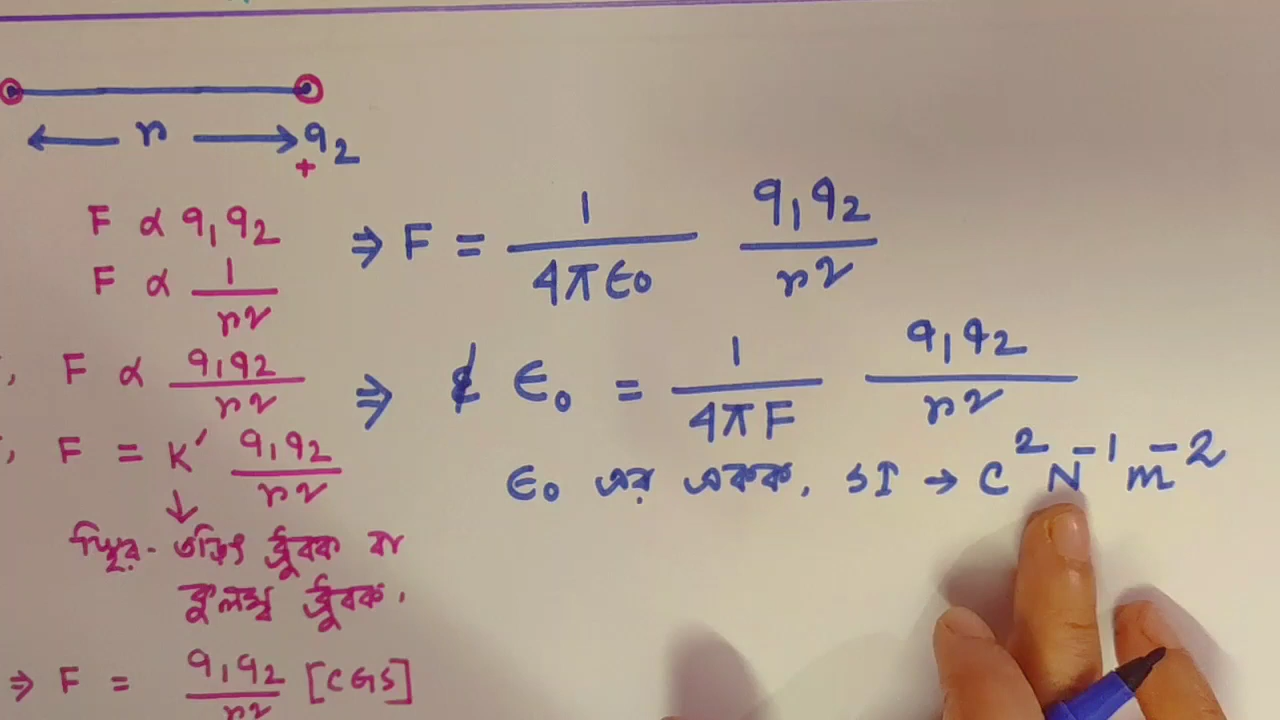 r
q₂
+
F ∝ q₁q₂
F ∝ 1/r²
, F ∝ q₁q₂/r²
, F = K′ q₁q₂/r²
↓
স্থির-তড়িৎ ধ্রুবক বা
কুলম্ব ধ্রুবক.
⇒ F = q₁q₂/r² [CGS]
⇒ F = 1/4πϵ₀ q₁q₂/r²
⇒ ϵ₀ = 1/4πF q₁q₂/r²
ϵ₀ এর একক, SI → C² N⁻¹ m⁻²